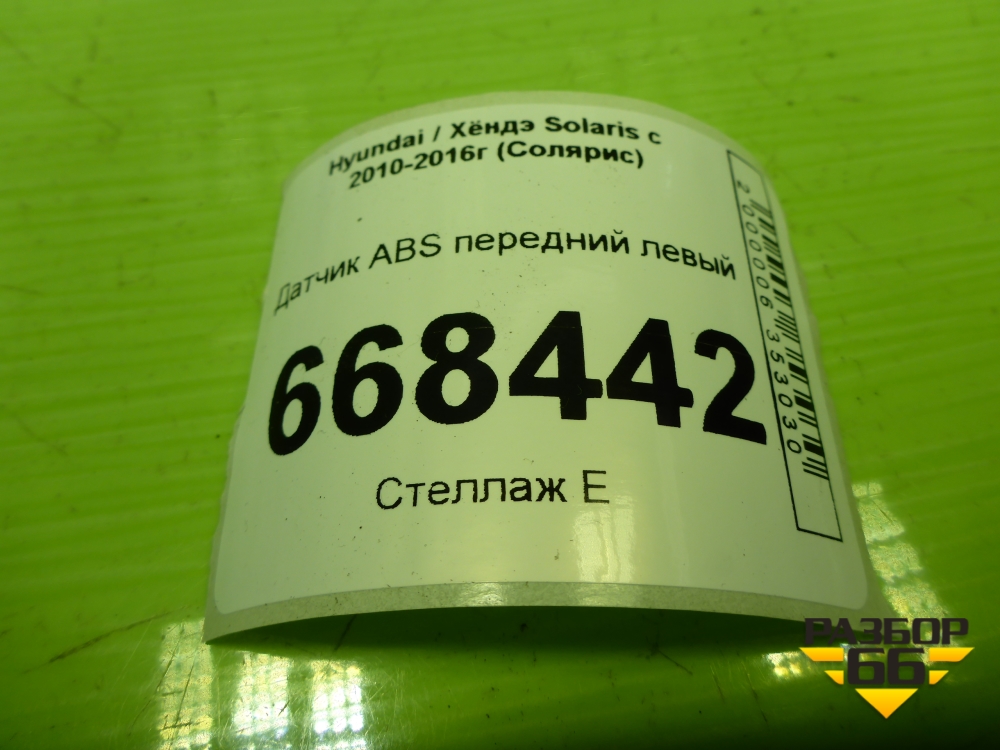 Hyundai / Хёндэ Solaris с
2010-2016г (Солярис)
Датчик ABS передний левый
668442
Стеллаж Е
2000006353030
РАЗБОР
66